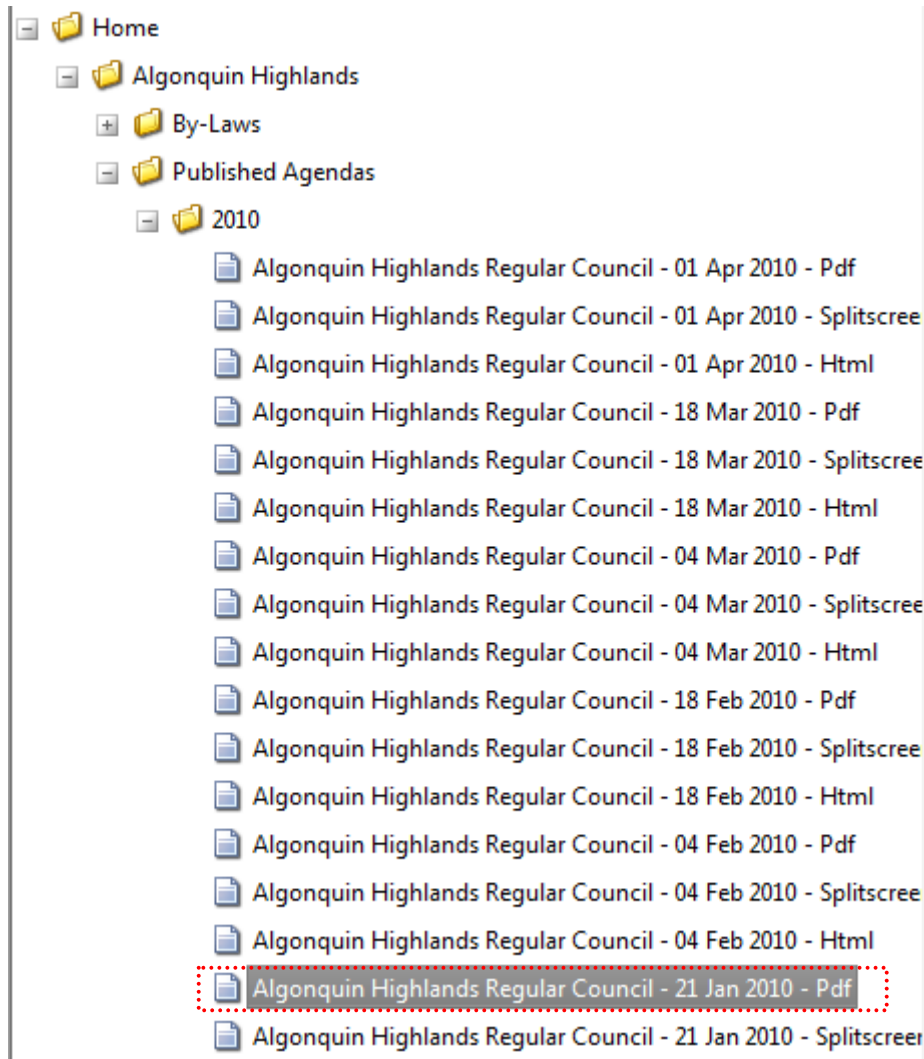 Home
Algonquin Highlands
By-Laws
Published Agendas
2010
Algonquin Highlands Regular Council - 01 Apr 2010 - Pdf
Algonquin Highlands Regular Council - 01 Apr 2010 - Splitscree
Algonquin Highlands Regular Council - 01 Apr 2010 - Html
Algonquin Highlands Regular Council - 18 Mar 2010 - Pdf
Algonquin Highlands Regular Council - 18 Mar 2010 - Splitscree
Algonquin Highlands Regular Council - 18 Mar 2010 - Html
Algonquin Highlands Regular Council - 04 Mar 2010 - Pdf
Algonquin Highlands Regular Council - 04 Mar 2010 - Splitscree
Algonquin Highlands Regular Council - 04 Mar 2010 - Html
Algonquin Highlands Regular Council - 18 Feb 2010 - Pdf
Algonquin Highlands Regular Council - 18 Feb 2010 - Splitscree
Algonquin Highlands Regular Council - 18 Feb 2010 - Html
Algonquin Highlands Regular Council - 04 Feb 2010 - Pdf
Algonquin Highlands Regular Council - 04 Feb 2010 - Splitscree
Algonquin Highlands Regular Council - 04 Feb 2010 - Html
Algonquin Highlands Regular Council - 21 Jan 2010 - Pdf
Algonquin Highlands Regular Council - 21 Jan 2010 - Splitscreen